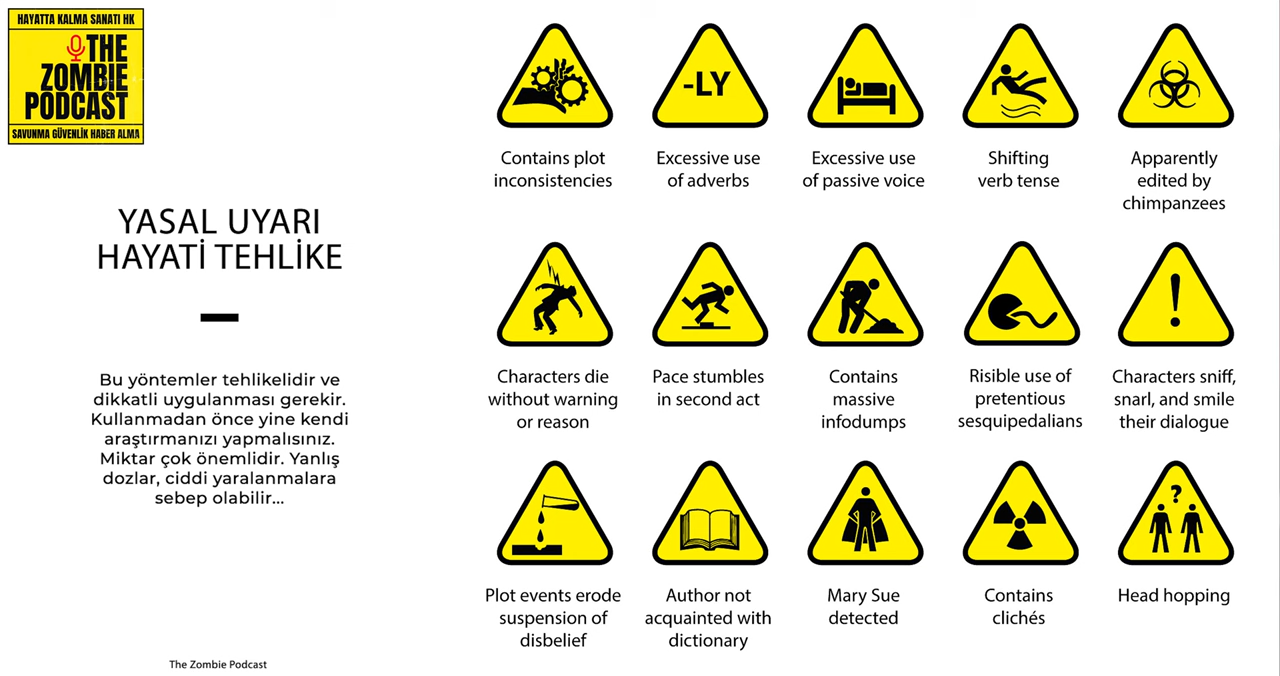 HAYATTA KALMA SANATI HK
THE
ZOMBIE
PODCAST
SAVUNMA GÜVENLİK HABER ALMA
YASAL UYARI
HAYATİ TEHLİKE
Bu yöntemler tehlikelidir ve
dikkatli uygulanması gerekir.
Kullanmadan önce yine kendi
araştırmanızı yapmalısınız.
Miktar çok önemlidir. Yanlış
dozlar, ciddi yaralanmalara
sebep olabilir...
The Zombie Podcast
Contains plot
inconsistencies
-LY
Excessive use
of adverbs
Excessive use
of passive voice
Shifting
verb tense
Apparently
edited by
chimpanzees
Characters die
without warning
or reason
Pace stumbles
in second act
Contains
massive
infodumps
Risible use of
pretentious
sesquipedalians
!
Characters sniff,
snarl, and smile
their dialogue
Plot events erode
suspension of
disbelief
Author not
acquainted with
dictionary
Mary Sue
detected
Contains
clichés
?
Head hopping